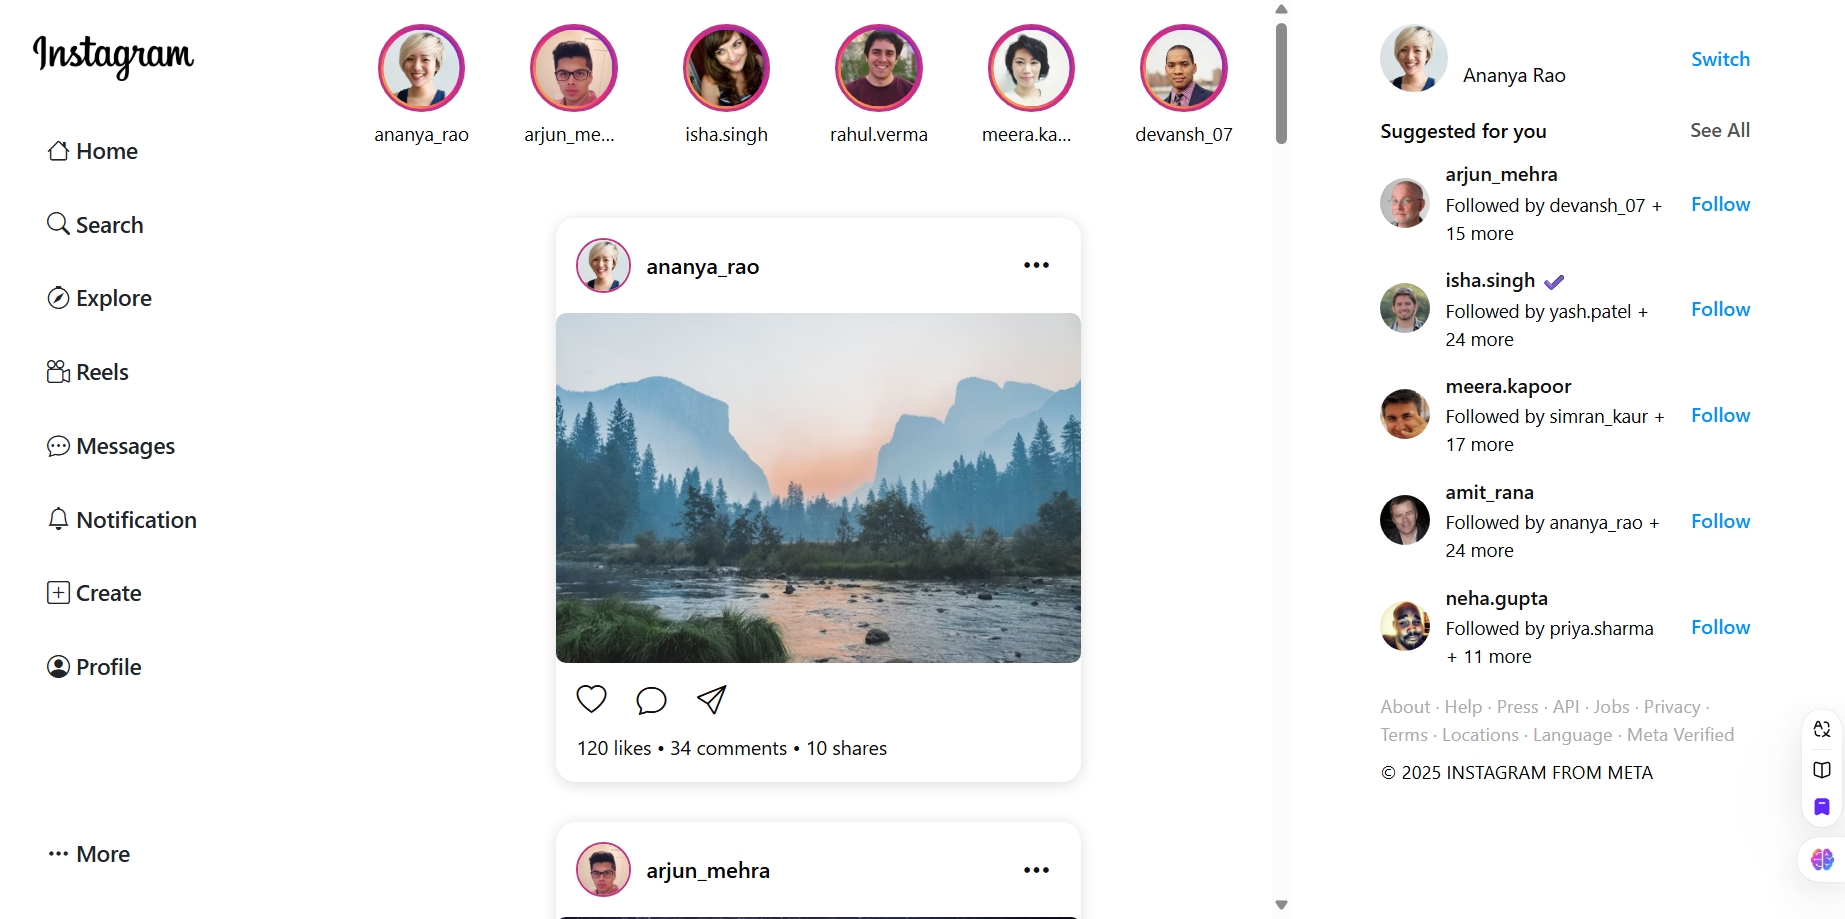 Instagram
Home
Search
Explore
Reels
Messages
Notification
Create
Profile
More
ananya_rao
arjun_me...
isha.singh
rahul.verma
meera.ka...
devansh_07
ananya_rao
120 likes • 34 comments • 10 shares
arjun_mehra
Ananya Rao
Switch
Suggested for you
See All
arjun_mehra
Followed by devansh_07 +
15 more
Follow
isha.singh
Followed by yash.patel +
24 more
Follow
meera.kapoor
Followed by simran_kaur +
17 more
Follow
amit_rana
Followed by ananya_rao +
24 more
Follow
neha.gupta
Followed by priya.sharma
+ 11 more
Follow
About · Help · Press · API · Jobs · Privacy ·
Terms · Locations · Language · Meta Verified
© 2025 INSTAGRAM FROM META